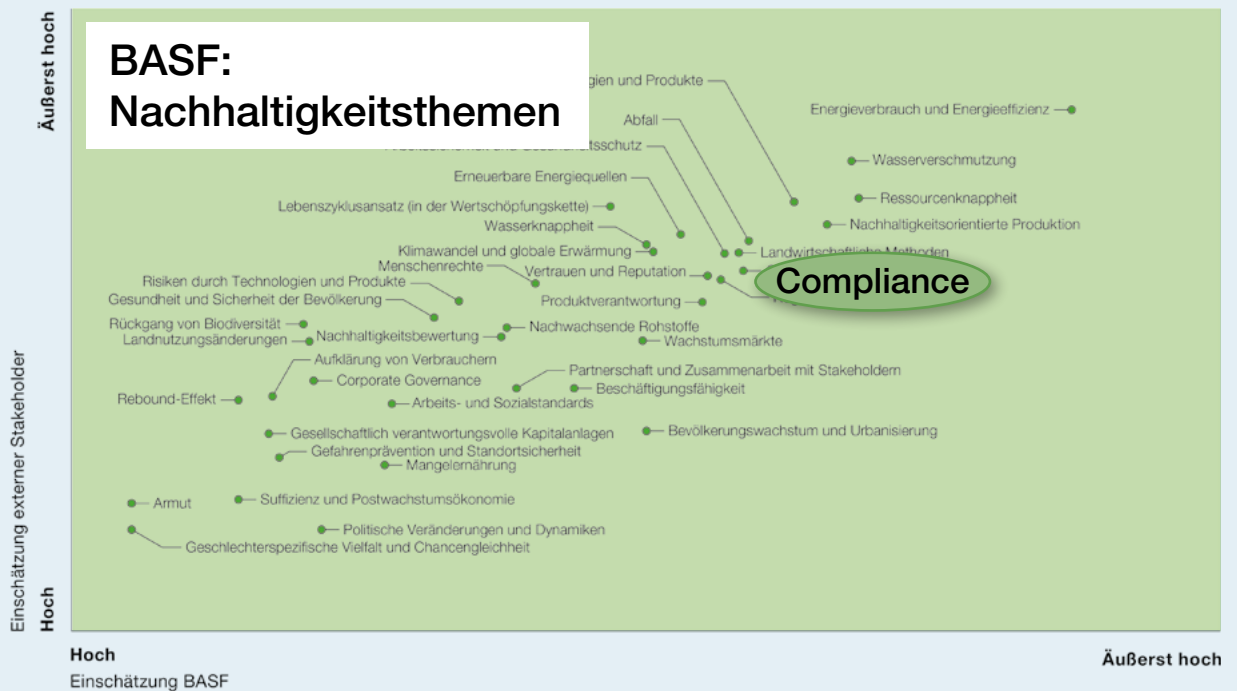 BASF:
Nachhaltigkeitsthemen
Äußerst hoch
Einschätzung externer Stakeholder
Hoch
und Produkte
Energieverbrauch und Energieeffizienz
Abfall
Wasserverschmutzung
Erneuerbare Energiequellen
Ressourcenknappheit
Lebenszyklusansatz (in der Wertschöpfungskette)
Nachhaltigkeitsorientierte Produktion
Wasserknappheit
Klimawandel und globale Erwärmung
Landwirtschaftliche Methoden
Menschenrechte
Vertrauen und Reputation
Compliance
Risiken durch Technologien und Produkte
Gesundheit und Sicherheit der Bevölkerung
Produktverantwortung
Rückgang von Biodiversität
Nachwachsende Rohstoffe
Landnutzungsänderungen
Nachhaltigkeitsbewertung
Wachstumsmärkte
Aufklärung von Verbrauchern
Partnerschaft und Zusammenarbeit mit Stakeholdern
Corporate Governance
Beschäftigungsfähigkeit
Rebound-Effekt
Arbeits- und Sozialstandards
Gesellschaftlich verantwortungsvolle Kapitalanlagen
Bevölkerungswachstum und Urbanisierung
Gefahrenprävention und Standortsicherheit
Mangelernährung
Armut
Suffizienz und Postwachstumsökonomie
Politische Veränderungen und Dynamiken
Geschlechterspezifische Vielfalt und Chancengleichheit
Hoch
Äußerst hoch
Einschätzung BASF